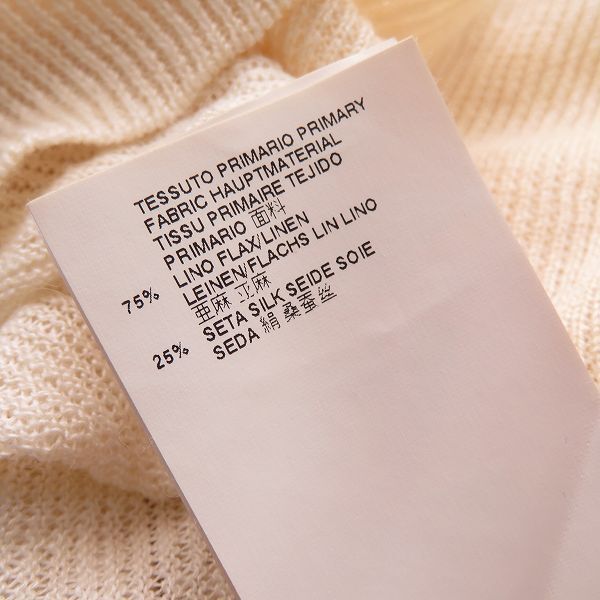 TESSUTO PRIMARIO PRIMARY
FABRIC HAUPTMATERIAL
TISSU PRIMAIRE TEJIDO
PRIMARIO 面料
75% LINO FLAX/LINEN
LEINEN/FLACHS LIN LINO
亜麻 亚麻
25% SETA SILK SEIDE SOIE
SEDA 絹 桑蚕丝